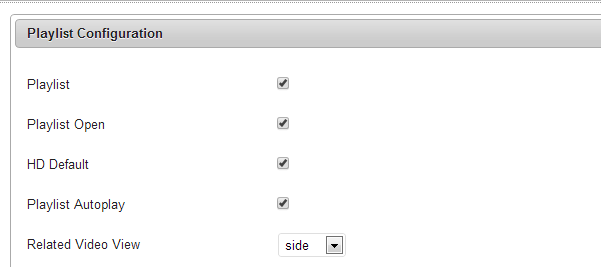 Playlist Configuration
Playlist
Playlist Open
HD Default
Playlist Autoplay
Related Video View side